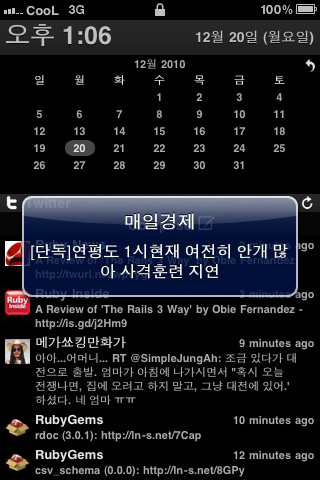 CooL 3G 100%
오후 1:06 12월 20일 (월요일)
12월 2010
일 월 화 수 목 금 토
1 2 3 4
5 6 7 8 9 10 11
12 13 14 15 16 17 18
19 20 21 22 23 24 25
26 27 28 29 30 31
Twitter
매일경제
[단독]연평도 1시현재 여전히 안개 많
아 사격훈련 지연
Ruby Inside
A Review of 'The Rails 3 Way' by Obie Fernandez -
http://is.gd/j2Hm9
메가쑈킹만화가 9 minutes ago
아아...어머니... RT @SimpleJungAh: 조금 있다가 대
전으로 출발. 엄마가 아침에 나가시면서 "혹시 오늘
전쟁나면, 집에 오려고 하지 말고, 그냥 대전에 있어.'
하셨다. 네 엄마 ㅠㅠ
RubyGems 10 minutes ago
rdoc (3.0.1): http://ln-s.net/7Cap
RubyGems 12 minutes ago
csv_schema (0.0.0): http://ln-s.net/8GPy